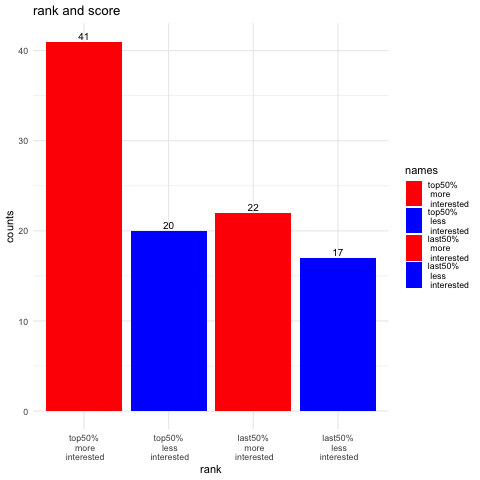 rank and score
counts
40
30
20
10
0
41
20
22
17
top50%
more
interested
top50%
less
interested
last50%
more
interested
last50%
less
interested
rank
names
top50%
more
interested
top50%
less
interested
last50%
more
interested
last50%
less
interested